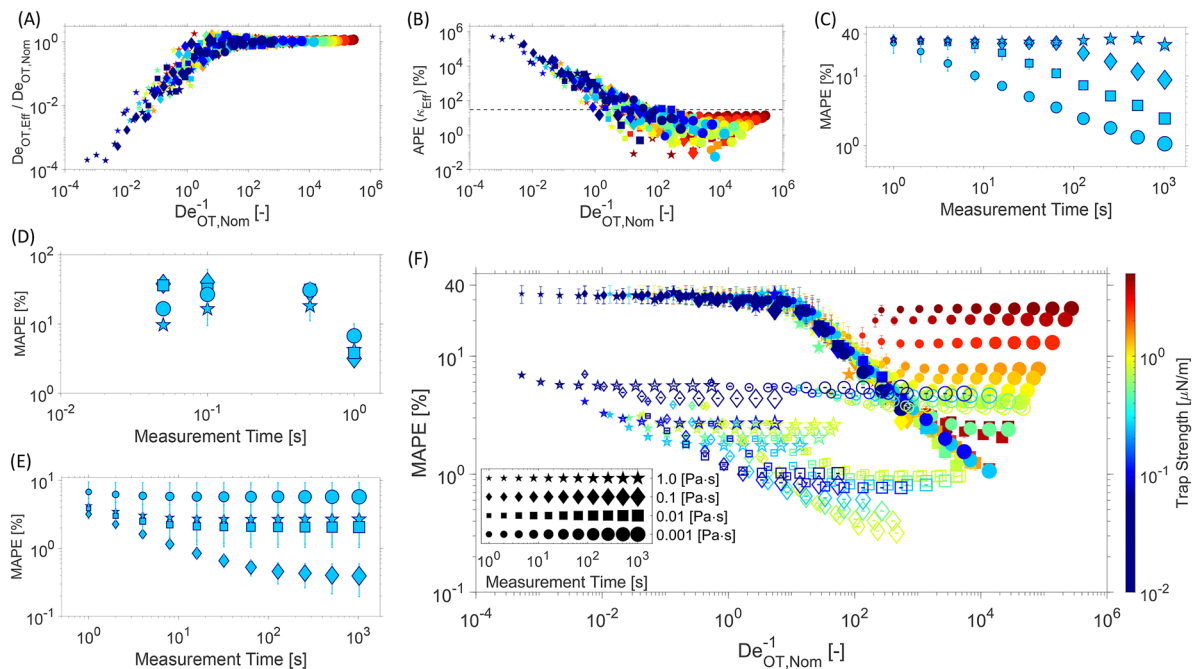 (A)
De_OT,Eff / De_OT,Nom
10^0
10^-2
10^-4
10^-4
10^-2
10^0
10^2
10^4
10^6
De^-1_OT,Nom [-]
(B)
APE (κ_Eff) [%]
10^6
10^4
10^2
10^0
10^-2
10^-4
10^-2
10^0
10^2
10^4
10^6
De^-1_OT,Nom [-]
(C)
MAPE [%]
40
10^1
10^0
10^0
10^1
10^2
10^3
Measurement Time [s]
(D)
MAPE [%]
10^2
10^1
10^0
10^-2
10^-1
10^0
Measurement Time [s]
(E)
MAPE [%]
10^1
10^0
10^-1
10^0
10^1
10^2
10^3
Measurement Time [s]
(F)
MAPE [%]
40
10^1
10^0
10^-1
1.0 [Pa·s]
0.1 [Pa·s]
0.01 [Pa·s]
0.001 [Pa·s]
10^0
10^1
10^2
10^3
Measurement Time [s]
10^-4
10^-2
10^0
10^2
10^4
10^6
De^-1_OT,Nom [-]
10^0
10^-1
10^-2
Trap Strength [μN/m]